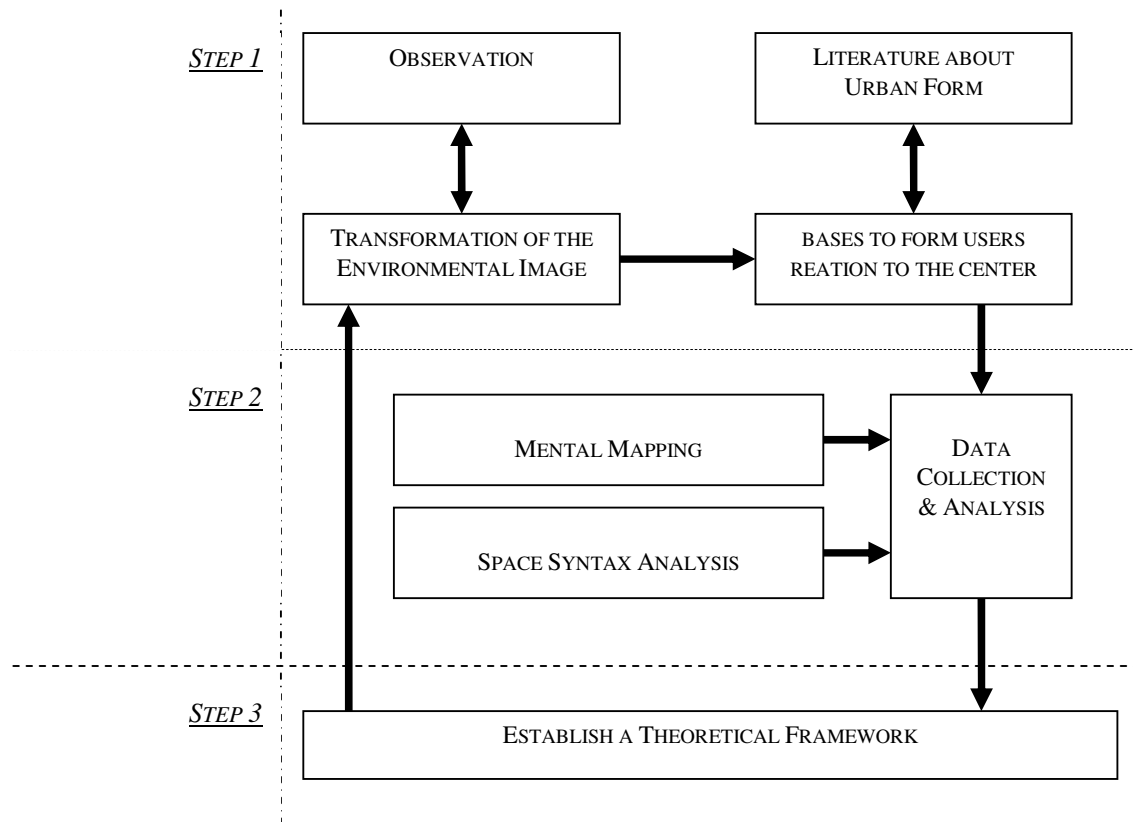 STEP 1
OBSERVATION
LITERATURE ABOUT
URBAN FORM
TRANSFORMATION OF THE
ENVIRONMENTAL IMAGE
BASES TO FORM USERS
REATION TO THE CENTER
STEP 2
MENTAL MAPPING
DATA
COLLECTION
& ANALYSIS
SPACE SYNTAX ANALYSIS
STEP 3
ESTABLISH A THEORETICAL FRAMEWORK